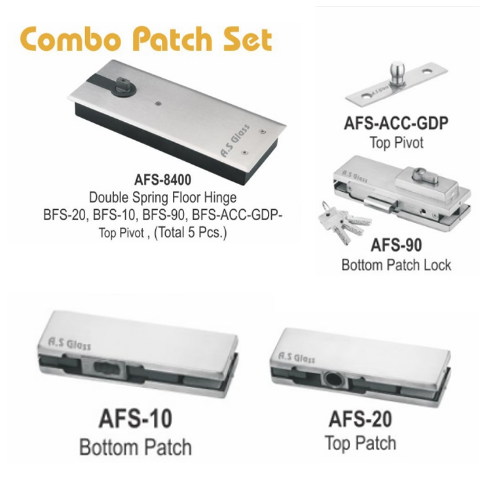 Combo Patch Set
A.S Glass
AFS-8400
Double Spring Floor Hinge
BFS-20, BFS-10, BFS-90, BFS-ACC-GDP-
Top Pivot , (Total 5 Pcs.)
AFS-ACC-GDP
Top Pivot
A.S Glass
AFS-90
Bottom Patch Lock
A.S Glass
AFS-10
Bottom Patch
A.S Glass
AFS-20
Top Patch